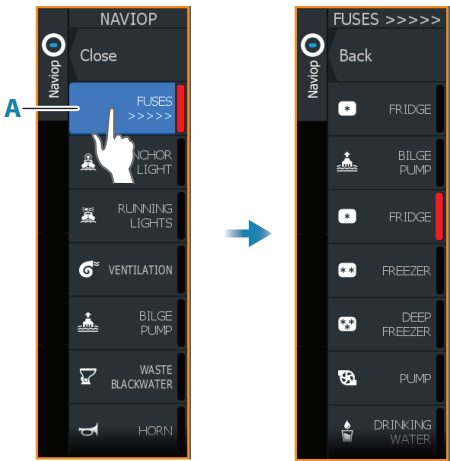 NAVIOP
Naviop
Close
A
FUSES
>>>>>
NCHOR
LIGHT
RUNNING
LIGHTS
VENTILATION
BILGE
PUMP
WASTE
BLACKWATER
HORN
FUSES >>>>>
Naviop
Back
FRIDGE
BILGE
PUMP
FRIDGE
FREEZER
DEEP
FREEZER
PUMP
DRINKING
WATER